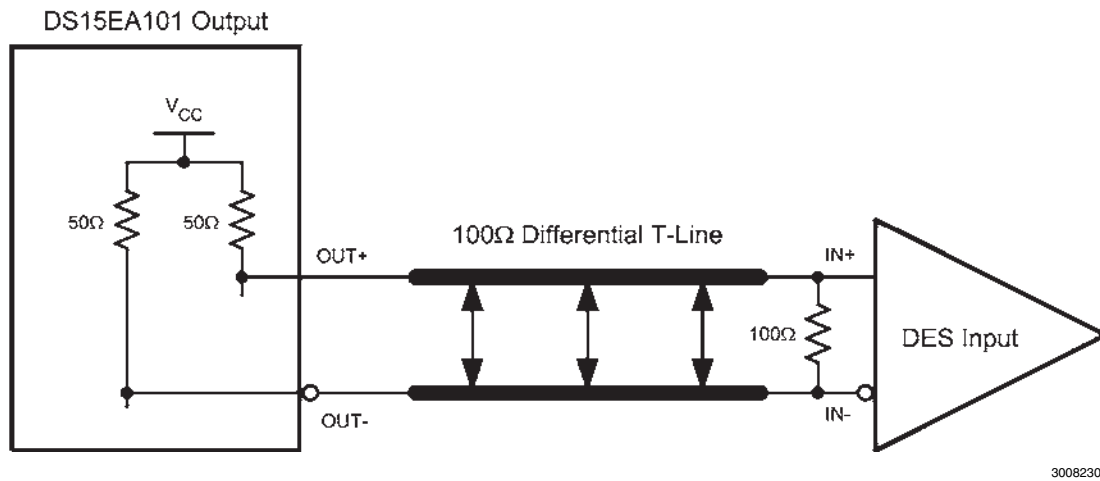 DS15EA101 Output
VCC
50Ω
50Ω
OUT+
OUT-
100Ω Differential T-Line
IN+
100Ω
IN-
DES Input
3008230